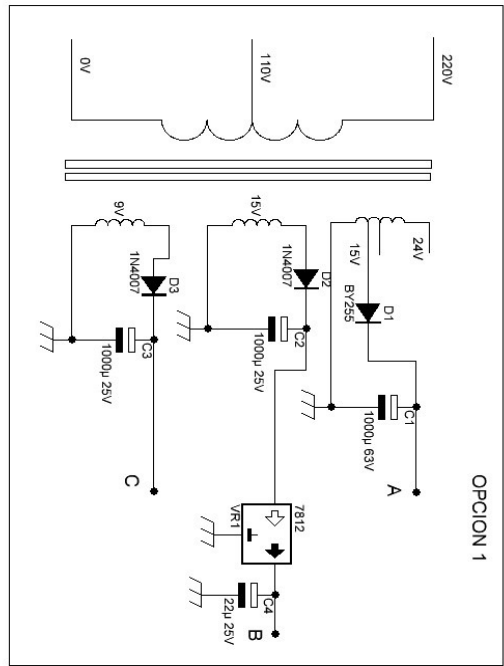 OPCION 1
220V
110V
0V
24V
15V
D1
BY255
C1
1000µ 63V
A
15V
D2
1N4007
C2
1000µ 25V
7812
VR1
C4
22µ 25V
B
9V
D3
1N4007
C3
1000µ 25V
C